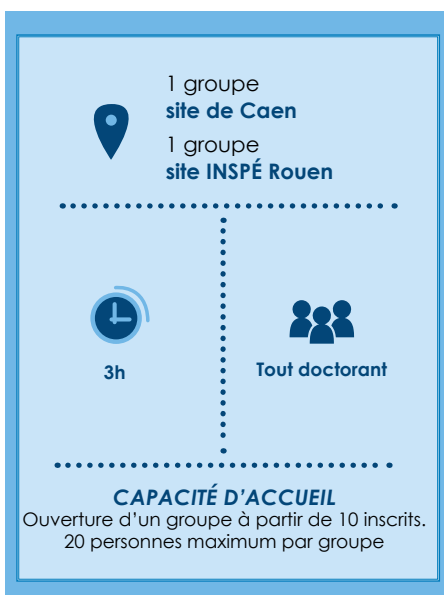 1 groupe
site de Caen
1 groupe
site INSPÉ Rouen
3h
Tout doctorant
CAPACITÉ D’ACCUEIL
Ouverture d’un groupe à partir de 10 inscrits.
20 personnes maximum par groupe